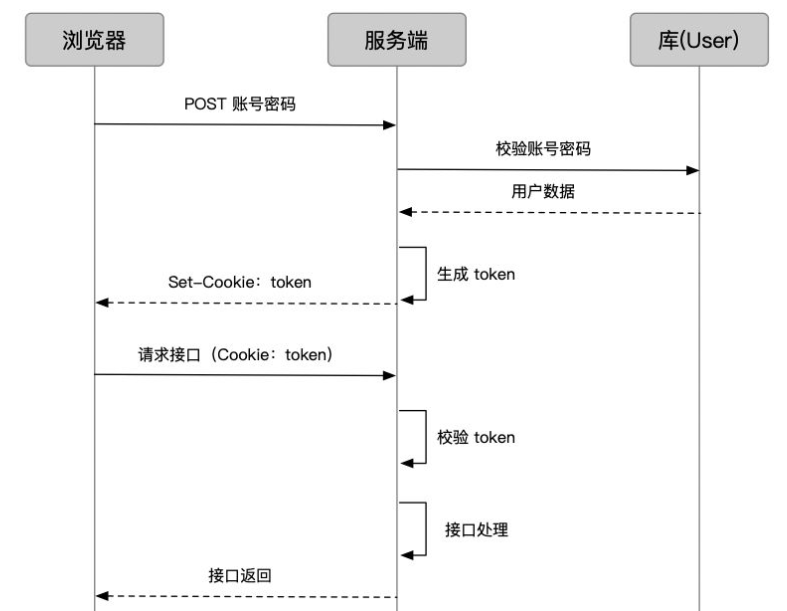 浏览器
服务端
库(User)
POST 账号密码
校验账号密码
用户数据
生成 token
Set-Cookie：token
请求接口（Cookie：token）
校验 token
接口处理
接口返回